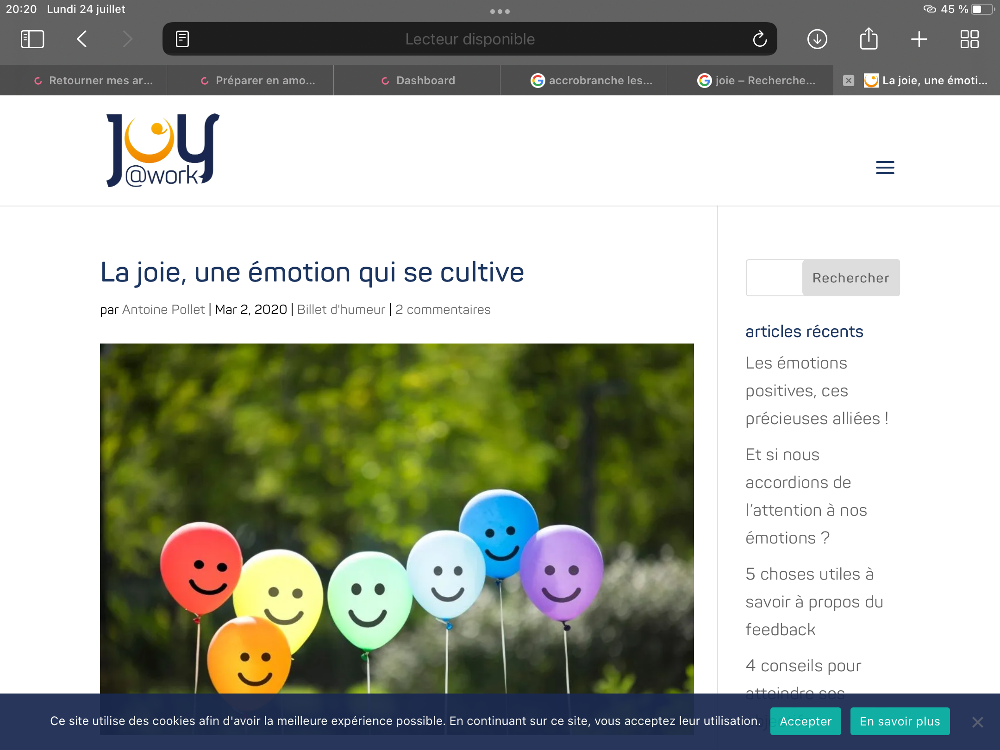 20:20 Lundi 24 juillet
45 %
Lecteur disponible
Retourner mes ar...
Préparer en amo...
Dashboard
accrobranche les...
joie – Recherche...
La joie, une émoti...
joy
@work
La joie, une émotion qui se cultive
par Antoine Pollet | Mar 2, 2020 | Billet d'humeur | 2 commentaires
Rechercher
articles récents
Les émotions
positives, ces
précieuses alliées !
Et si nous
accordions de
l’attention à nos
émotions ?
5 choses utiles à
savoir à propos du
feedback
4 conseils pour
atteindre ses
Ce site utilise des cookies afin d'avoir la meilleure expérience possible. En continuant sur ce site, vous acceptez leur utilisation.
Accepter
En savoir plus